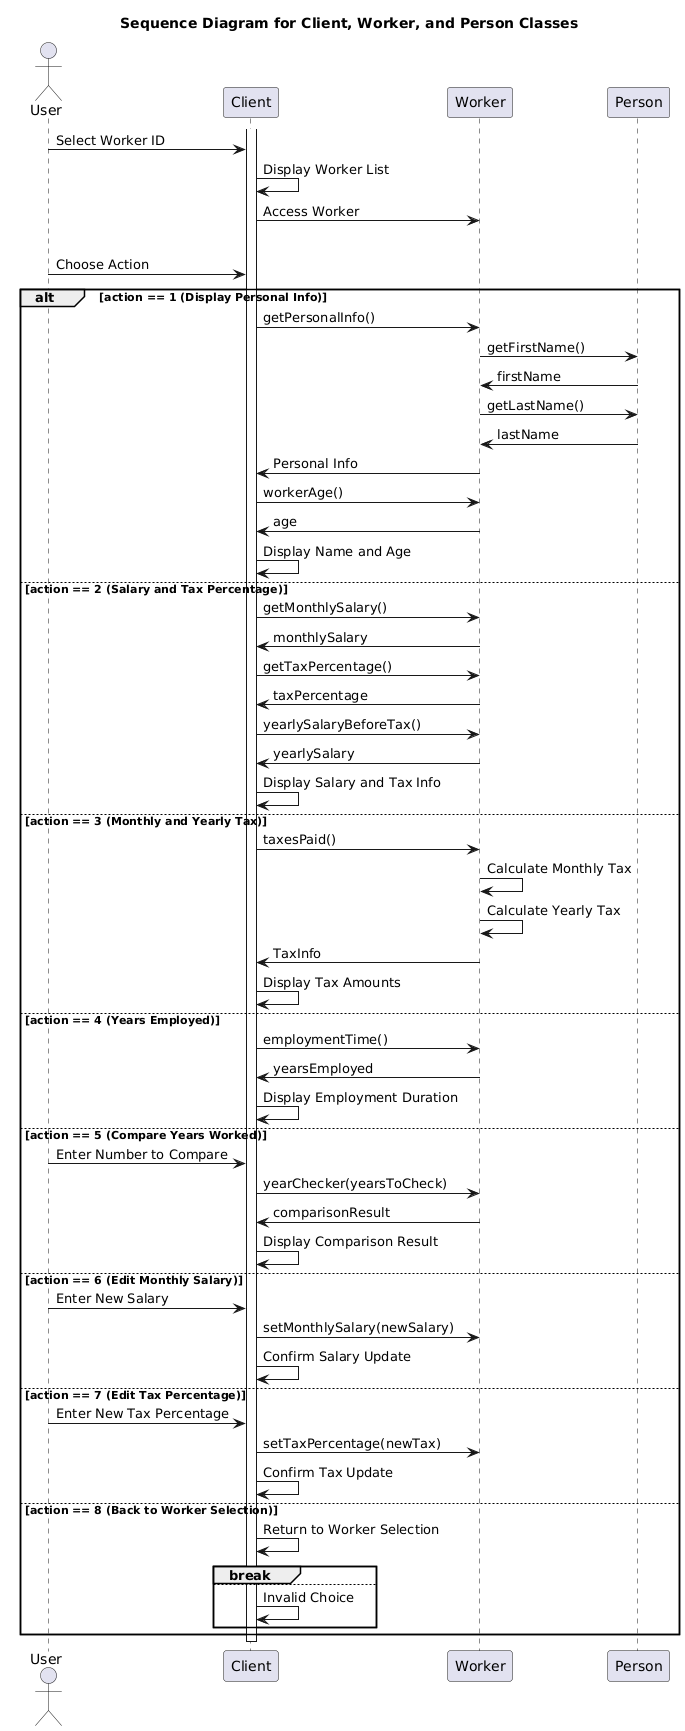 Sequence Diagram for Client, Worker, and Person Classes
User
Client
Worker
Person
Select Worker ID
Display Worker List
Access Worker
Choose Action
alt
[action == 1 (Display Personal Info)]
getPersonalInfo()
getFirstName()
firstName
getLastName()
lastName
Personal Info
workerAge()
age
Display Name and Age
[action == 2 (Salary and Tax Percentage)]
getMonthlySalary()
monthlySalary
getTaxPercentage()
taxPercentage
yearlySalaryBeforeTax()
yearlySalary
Display Salary and Tax Info
[action == 3 (Monthly and Yearly Tax)]
taxesPaid()
Calculate Monthly Tax
Calculate Yearly Tax
TaxInfo
Display Tax Amounts
[action == 4 (Years Employed)]
employmentTime()
yearsEmployed
Display Employment Duration
[action == 5 (Compare Years Worked)]
Enter Number to Compare
yearChecker(yearsToCheck)
comparisonResult
Display Comparison Result
[action == 6 (Edit Monthly Salary)]
Enter New Salary
setMonthlySalary(newSalary)
Confirm Salary Update
[action == 7 (Edit Tax Percentage)]
Enter New Tax Percentage
setTaxPercentage(newTax)
Confirm Tax Update
[action == 8 (Back to Worker Selection)]
Return to Worker Selection
break
Invalid Choice
User
Client
Worker
Person